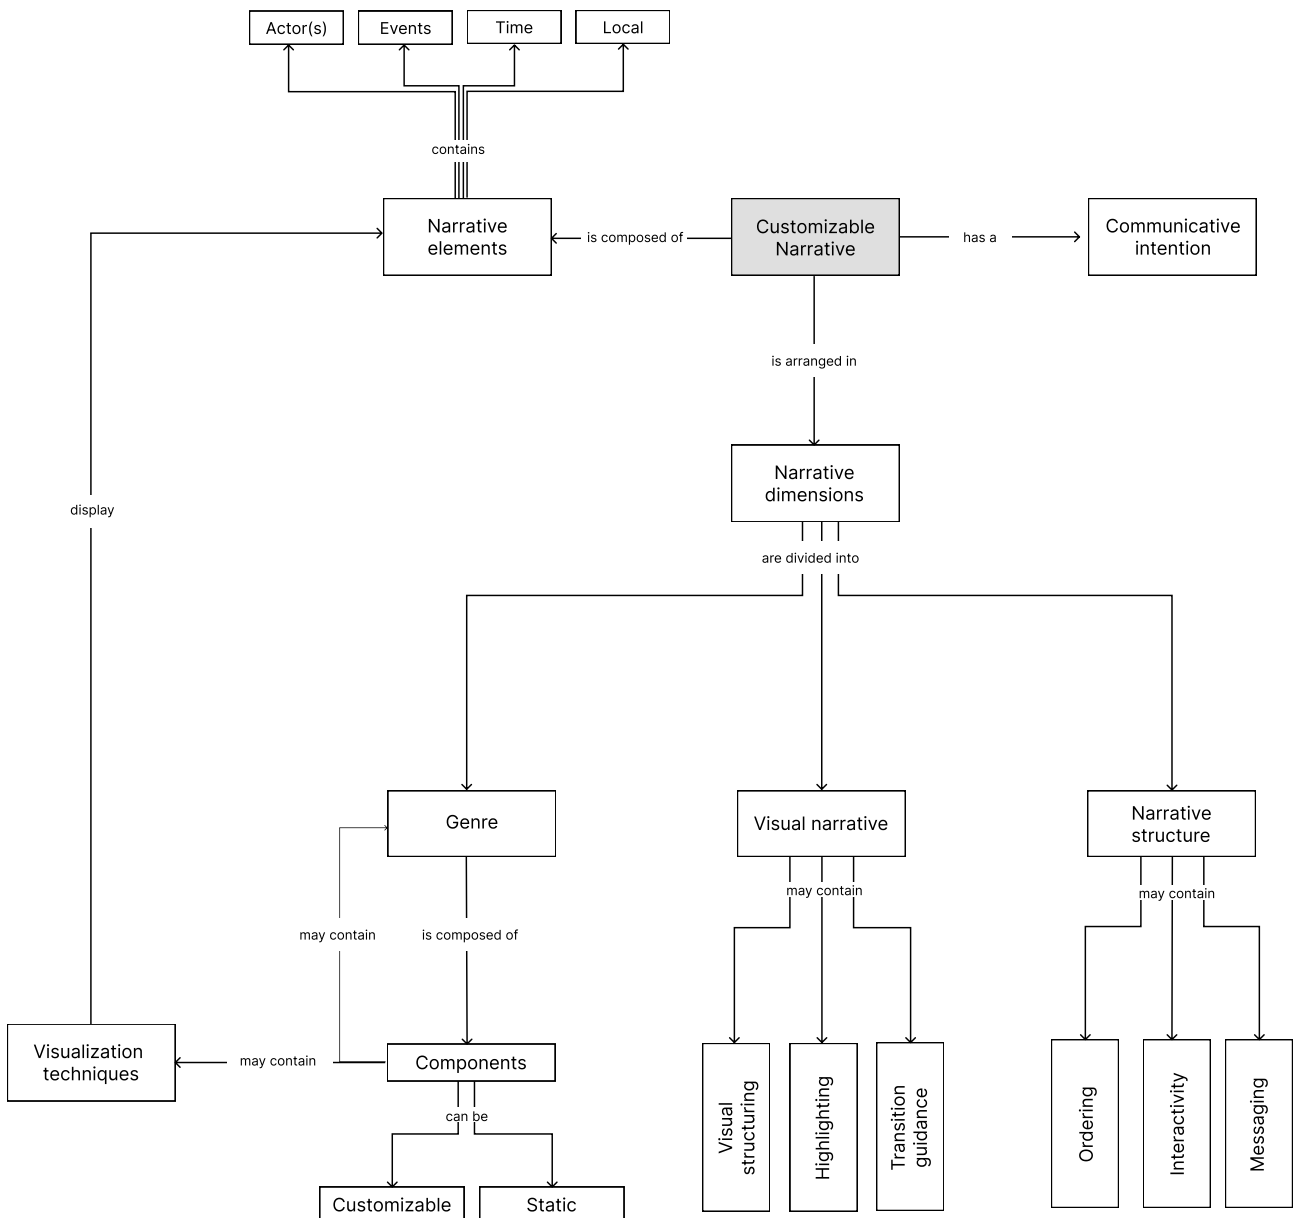 Actor(s)
Events
Time
Local
contains
Narrative
elements
is composed of
Customizable
Narrative
has a
Communicative
intention
is arranged in
Narrative
dimensions
display
are divided into
Genre
Visual narrative
Narrative
structure
may contain
may contain
may contain
is composed of
Visualization
techniques
may contain
Components
can be
Customizable
Static
Visual
structuring
Highlighting
Transition
guidance
Ordering
Interactivity
Messaging